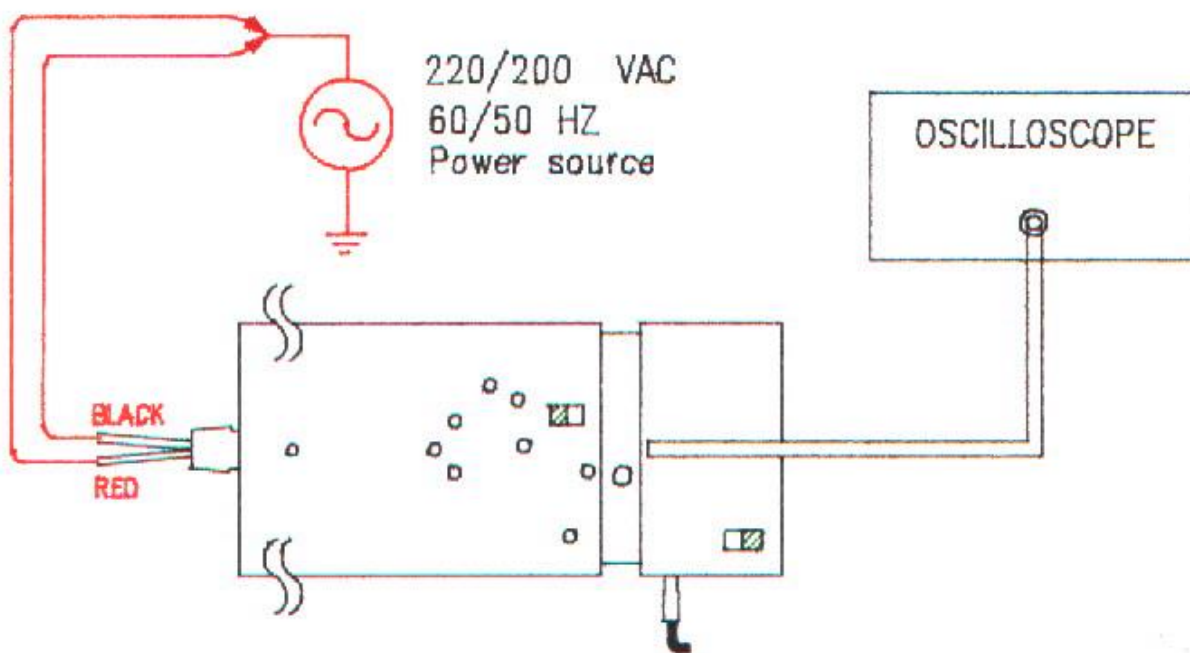 220/200 VAC
60/50 HZ
Power source
OSCILLOSCOPE
BLACK
RED